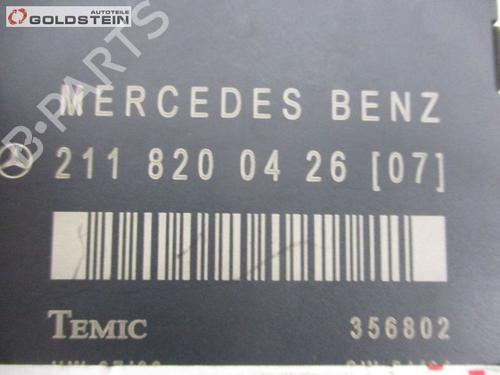 AUTOTEILE
GOLDSTEIN
B-PARTS
MERCEDES BENZ
211 820 04 26 [07]
TEMIC 356802